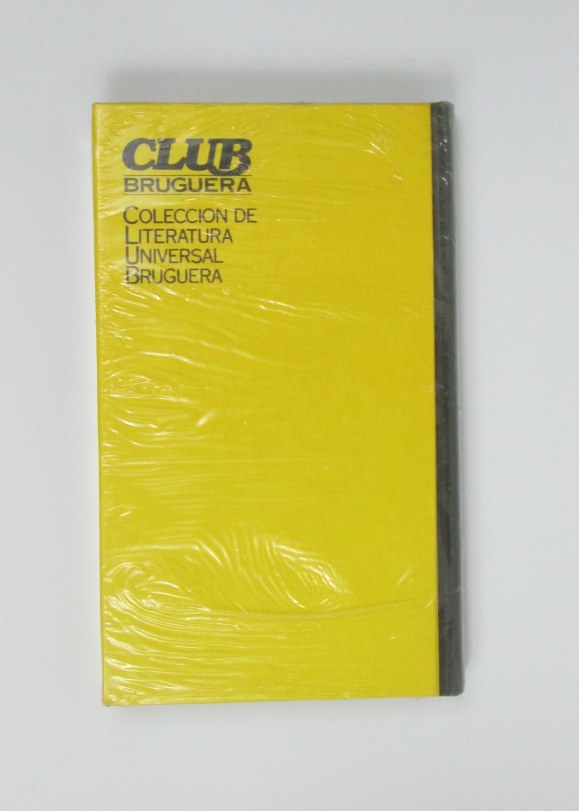 CLUB
BRUGUERA
COLECCION DE
LITERATURA
UNIVERSAL
BRUGUERA